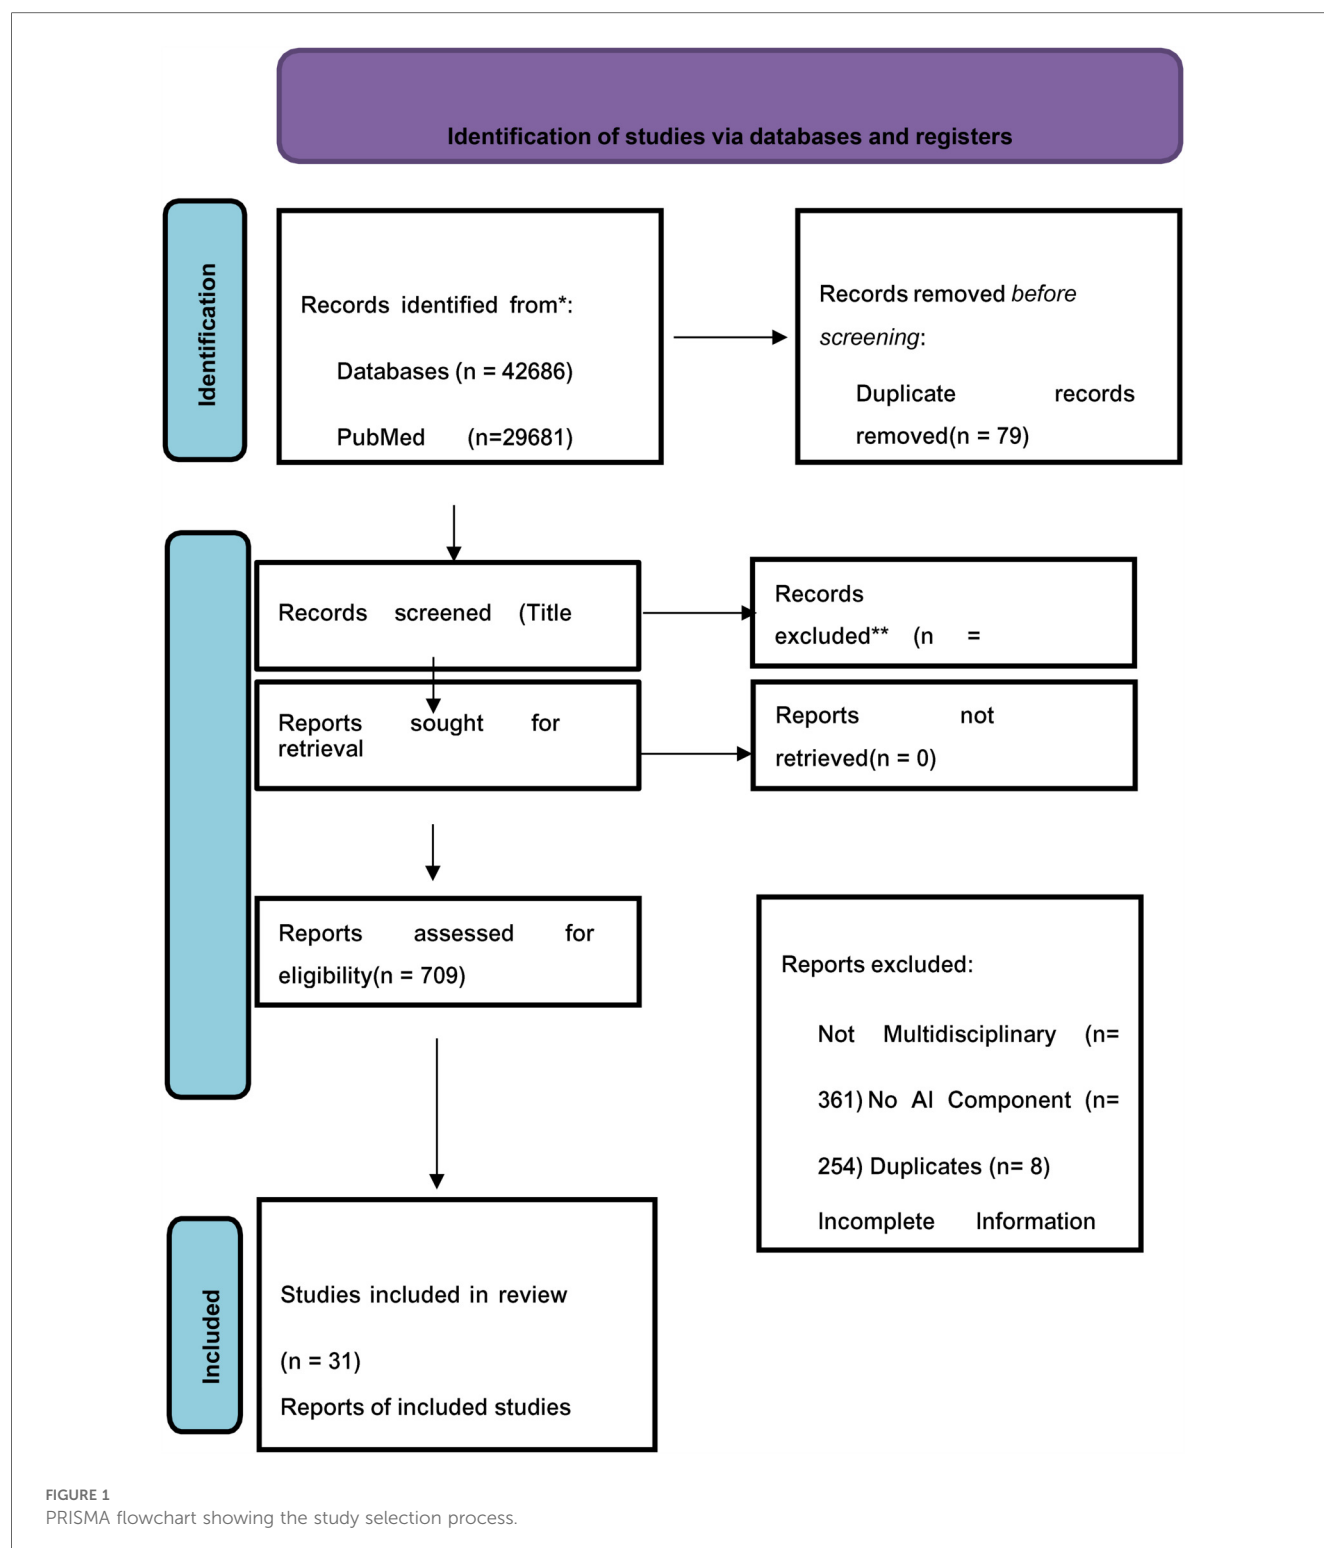 Identification of studies via databases and registers
Identification
Records identified from*:
Databases (n = 42686)
PubMed (n=29681)
Records removed before
screening:
Duplicate records
removed(n = 79)
Records screened (Title
Records
excluded** (n =
Reports sought for
retrieval
Reports not
retrieved(n = 0)
Reports assessed for
eligibility(n = 709)
Reports excluded:
Not Multidisciplinary (n=
361) No AI Component (n=
254) Duplicates (n= 8)
Incomplete Information
Included
Studies included in review
(n = 31)
Reports of included studies
FIGURE 1
PRISMA flowchart showing the study selection process.